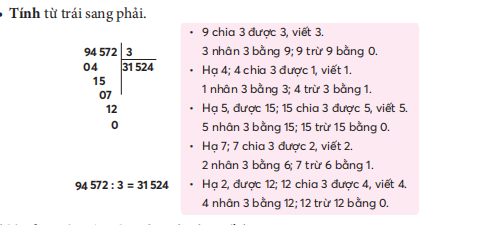 • Tính từ trái sang phải.
94 572 3
04 31 524
15
07
12
0
94 572 : 3 = 31 524
• 9 chia 3 được 3, viết 3.
3 nhân 3 bằng 9; 9 trừ 9 bằng 0.
• Hạ 4; 4 chia 3 được 1, viết 1.
1 nhân 3 bằng 3; 4 trừ 3 bằng 1.
• Hạ 5, được 15; 15 chia 3 được 5, viết 5.
5 nhân 3 bằng 15; 15 trừ 15 bằng 0.
• Hạ 7; 7 chia 3 được 2, viết 2.
2 nhân 3 bằng 6; 7 trừ 6 bằng 1.
• Hạ 2, được 12; 12 chia 3 được 4, viết 4.
4 nhân 3 bằng 12; 12 trừ 12 bằng 0.